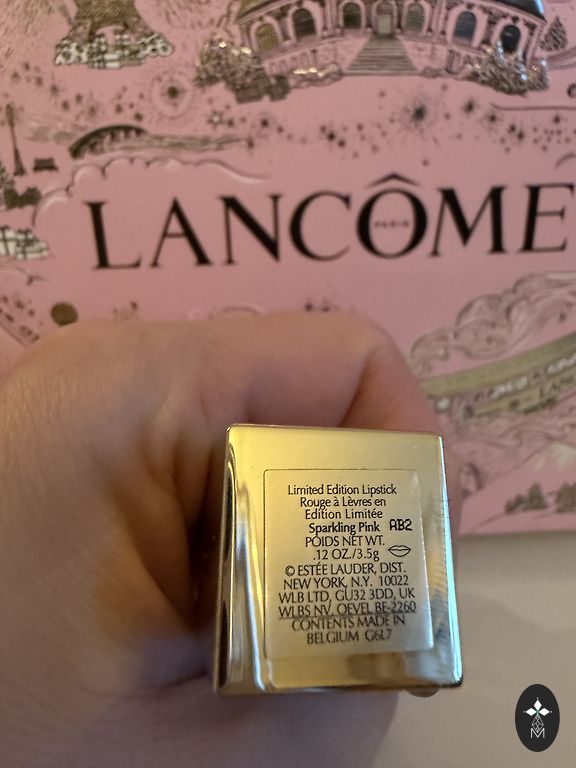 LANCÔME
PARIS
Limited Edition Lipstick
Rouge à Lèvres en
Edition Limitée
Sparkling Pink AB2
POIDS NET WT.
.12 OZ./3.5g
© ESTÉE LAUDER, DIST.
NEW YORK, N.Y. 10022
WLB LTD, GU32 3DD, UK
WLBS NV, OEVEL BE-2260
CONTENTS MADE IN
BELGIUM G6L7
M